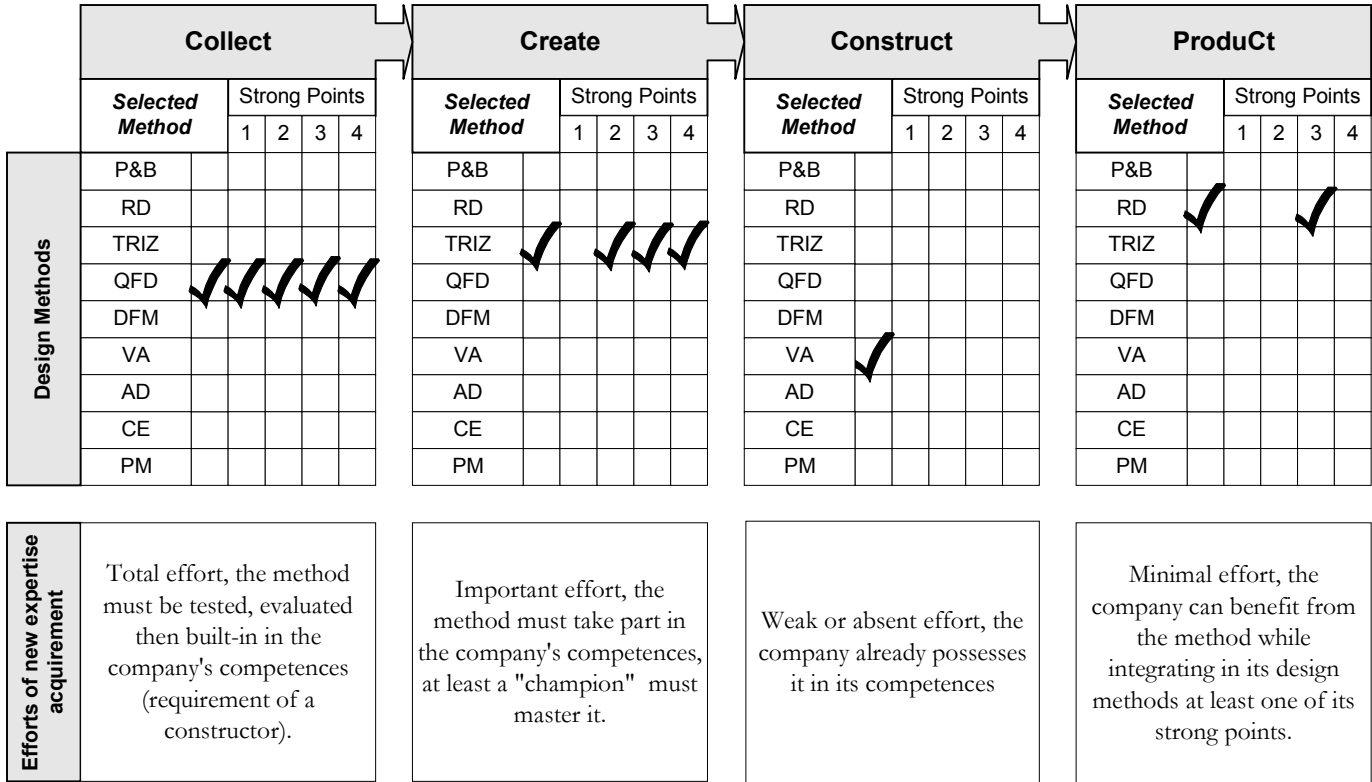 Collect Create Construct ProduCt
Selected Strong Points Selected Strong Points Selected Strong Points Selected Strong Points
Method 1 2 3 4 Method 1 2 3 4 Method 1 2 3 4 Method 1 2 3 4
Design Methods
P&B P&B P&B P&B
RD RD RD RD
TRIZ TRIZ TRIZ TRIZ
QFD QFD QFD QFD
DFM DFM DFM DFM
VA VA VA VA
AD AD AD AD
CE CE CE CE
PM PM PM PM
Efforts of new expertise
acquirement
Total effort, the method
must be tested, evaluated
then built-in in the
company's competences
(requirement of a
constructor).
Important effort, the
method must take part in
the company's competences,
at least a "champion" must
master it.
Weak or absent effort, the
company already possesses
it in its competences
Minimal effort, the
company can benefit from
the method while
integrating in its design
methods at least one of its
strong points.